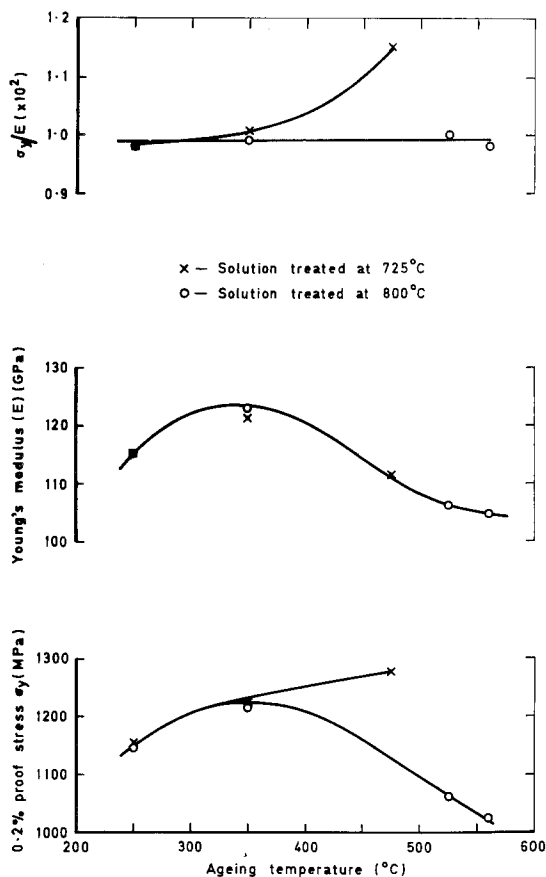 1·2
1·1
1·0
0·9
σy/E (x10²)
x — Solution treated at 725°C
o — Solution treated at 800°C
130
120
110
100
Young's modulus (E) (GPa)
1300
1200
1100
1000
0·2% proof stress σy (MPa)
200 300 400 500 600
Ageing temperature (°C)